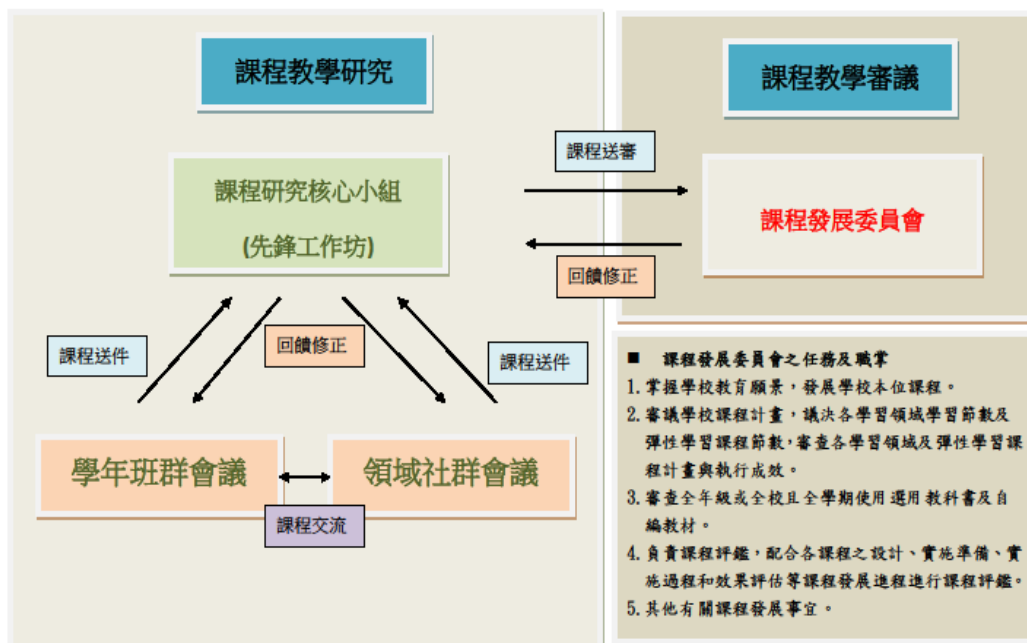 課程教學研究
課程研究核心小組
(先鋒工作坊)
課程送件
回饋修正
課程送件
學年班群會議
領域社群會議
課程交流
課程送審
回饋修正
課程教學審議
課程發展委員會
■ 課程發展委員會之任務及職掌
1. 掌握學校教育願景，發展學校本位課程。
2. 審議學校課程計畫，議決各學習領域學習節數及
彈性學習課程節數，審查各學習領域及彈性學習課
程計畫與執行成效。
3. 審查全年級或全校且全學期使用選用教科書及自
編教材。
4. 負責課程評鑑，配合各課程之設計、實施準備、實
施過程和效果評估等課程發展進程進行課程評鑑。
5. 其他有關課程發展事宜。